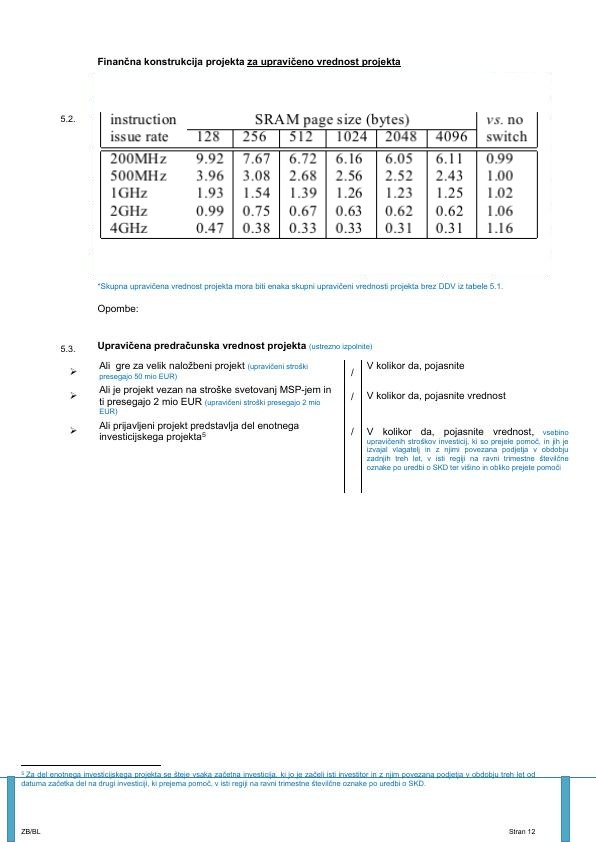 Finančna konstrukcija projekta za upravičeno vrednost projekta
5.2.
instruction SRAM page size (bytes) vs. no
issue rate 128 256 512 1024 2048 4096 switch
200MHz 9.92 7.67 6.72 6.16 6.05 6.11 0.99
500MHz 3.96 3.08 2.68 2.56 2.52 2.43 1.00
1GHz 1.93 1.54 1.39 1.26 1.23 1.25 1.02
2GHz 0.99 0.75 0.67 0.63 0.62 0.62 1.06
4GHz 0.47 0.38 0.33 0.33 0.31 0.31 1.16
*Skupna upravičena vrednost projekta mora biti enaka skupni upravičeni vrednosti projekta brez DDV iz tabele 5.1.
Opombe:
5.3. Upravičena predračunska vrednost projekta (ustrezno izpolnite)
➢ Ali gre za velik naložbeni projekt (upravičeni stroški
presegajo 50 mio EUR)
/
V kolikor da, pojasnite
➢ Ali je projekt vezan na stroške svetovanj MSP-jem in
ti presegajo 2 mio EUR (upravičeni stroški presegajo 2 mio
EUR)
/
V kolikor da, pojasnite vrednost
➢ Ali prijavljeni projekt predstavlja del enotnega
investicijskega projekta5
/
V kolikor da, pojasnite vrednost, vsebino
upravičenih stroškov investicij, ki so prejele pomoč, in jih je
izvajal vlagatelj in z njimi povezana podjetja v obdobju
zadnjih treh let, v isti regiji na ravni trimestne številčne
oznake po uredbi o SKD ter višino in obliko prejete pomoči
5 Za del enotnega investicijskega projekta se šteje vsaka začetna investicija, ki jo je začeli isti investitor in z njim povezana podjetja v obdobju treh let od
datuma začetka del na drugi investiciji, ki prejema pomoč, v isti regiji na ravni trimestne številčne oznake po uredbi o SKD.
ZB/BL Stran 12